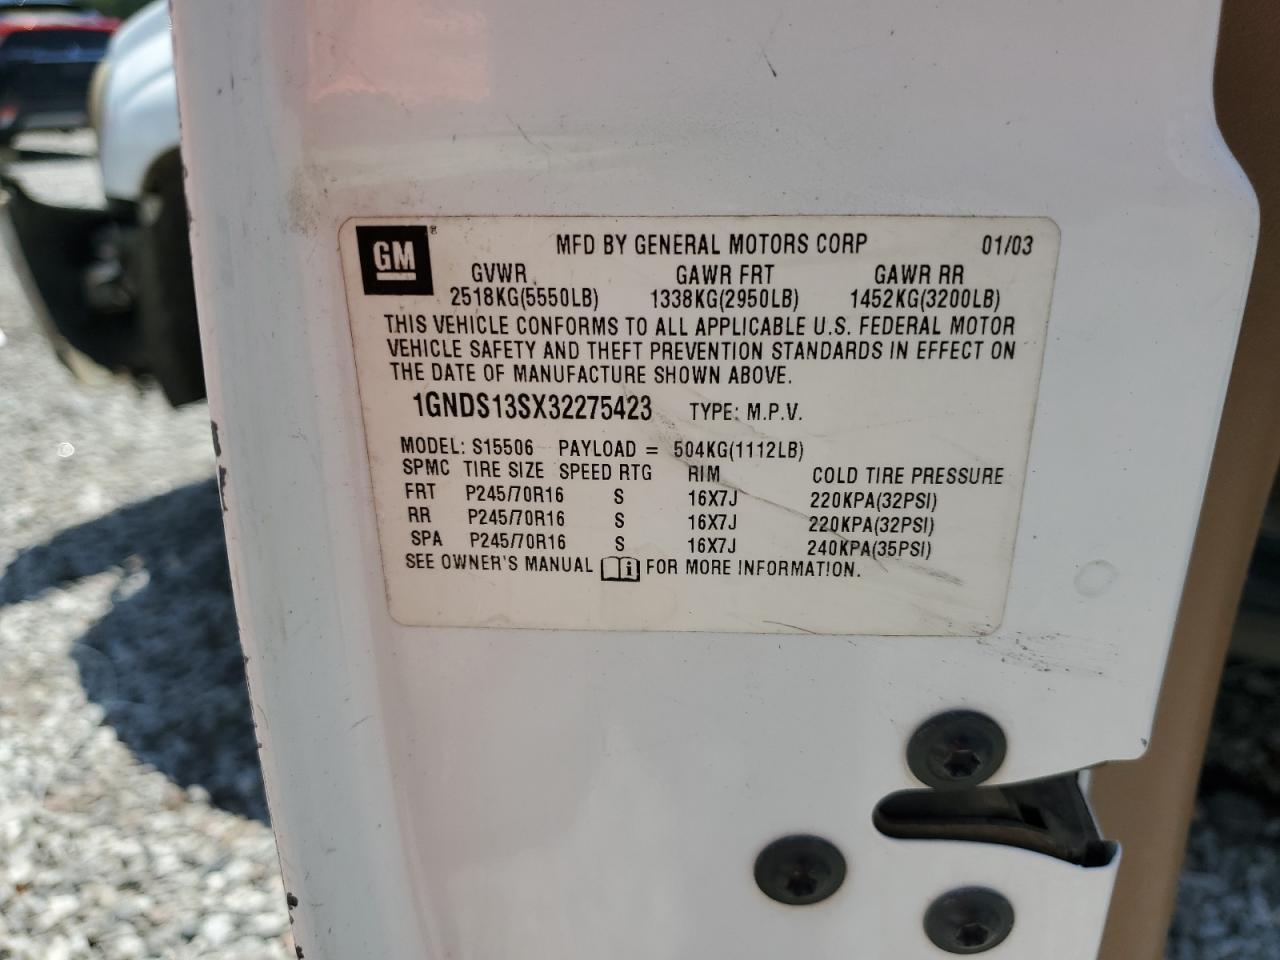 GM®
MFD BY GENERAL MOTORS CORP 01/03
GVWR GAWR FRT GAWR RR
2518KG(5550LB) 1338KG(2950LB) 1452KG(3200LB)
THIS VEHICLE CONFORMS TO ALL APPLICABLE U.S. FEDERAL MOTOR
VEHICLE SAFETY AND THEFT PREVENTION STANDARDS IN EFFECT ON
THE DATE OF MANUFACTURE SHOWN ABOVE.
1GNDS13SX32275423 TYPE: M.P.V.
MODEL: S15506 PAYLOAD = 504KG(1112LB)
SPMC TIRE SIZE SPEED RTG RIM COLD TIRE PRESSURE
FRT P245/70R16 S 16X7J 220KPA(32PSI)
RR P245/70R16 S 16X7J 220KPA(32PSI)
SPA P245/70R16 S 16X7J 240KPA(35PSI)
SEE OWNER'S MANUAL FOR MORE INFORMATION.